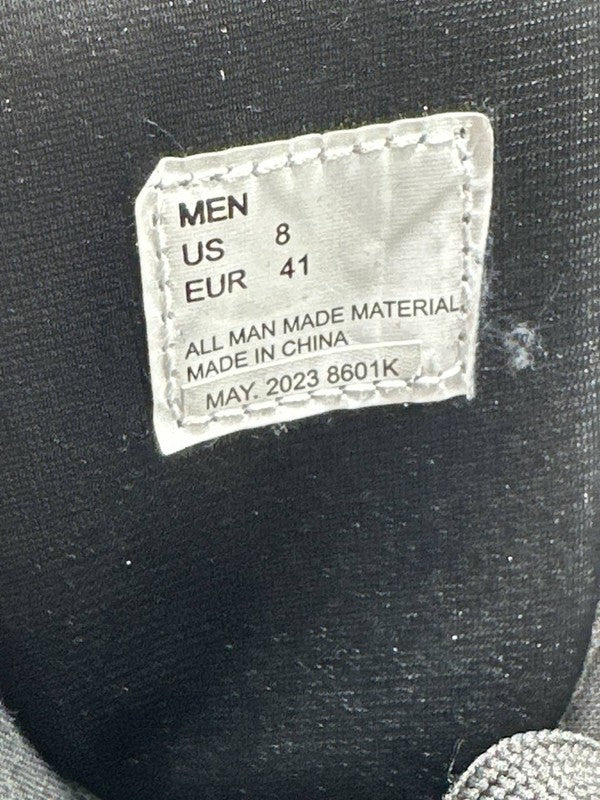 MEN
US 8
EUR 41
ALL MAN MADE MATERIAL
MADE IN CHINA
MAY. 2023 8601K